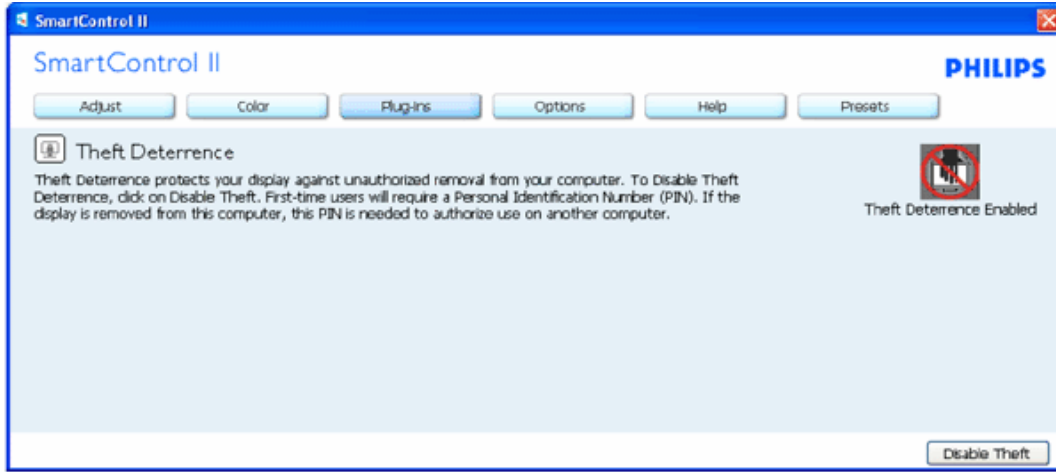 SmartControl II
SmartControl II
PHILIPS
Adjust Color Plug-Ins Options Help Presets
Theft Deterrence
Theft Deterrence protects your display against unauthorized removal from your computer. To Disable Theft
Deterrence, click on Disable Theft. First-time users will require a Personal Identification Number (PIN). If the
display is removed from this computer, this PIN is needed to authorize use on another computer.
Theft Deterrence Enabled
Disable Theft